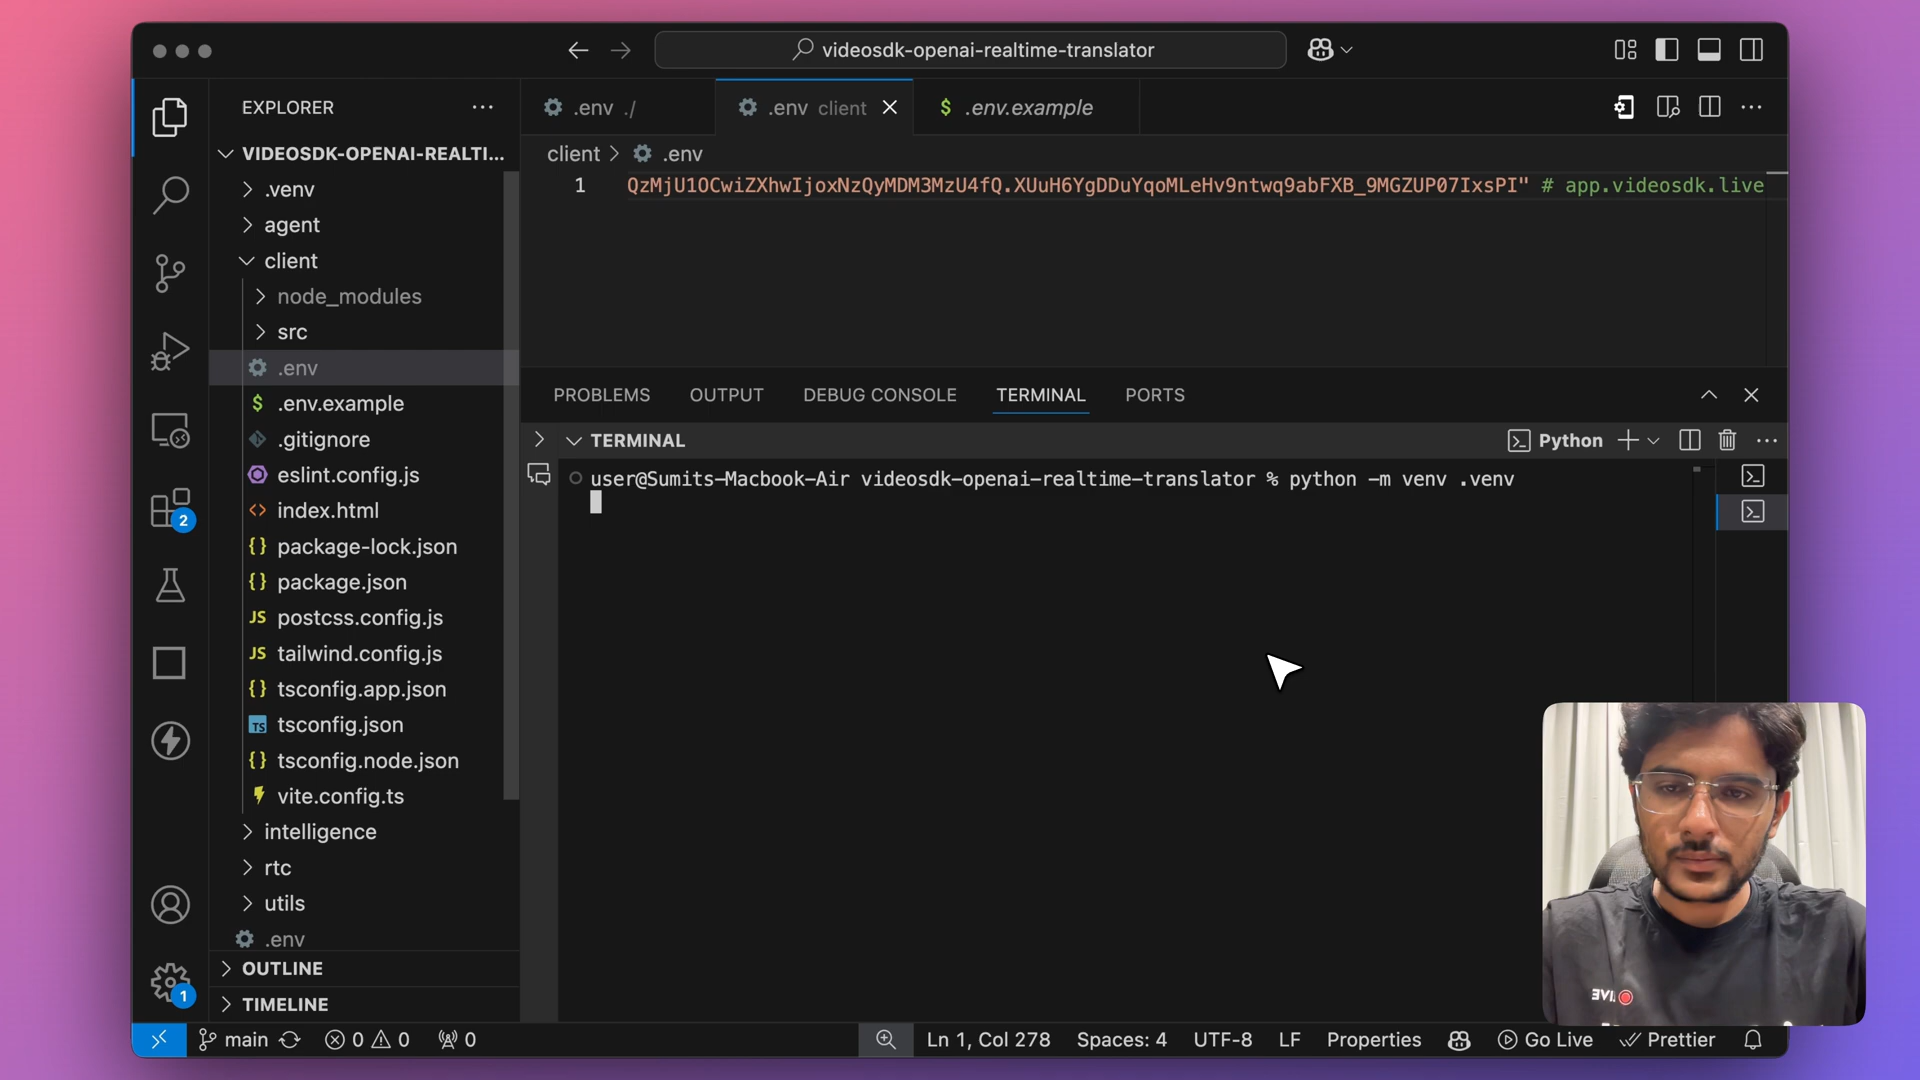 videosdk-openai-realtime-translator
EXPLORER
.env ./
.env client
$ .env.example
VIDEOSDK-OPENAI-REALTI...
client > .env
.venv
1 QzMjU1OCwiZXhwIjoxNzQyMDM3MzU4fQ.XUuH6YgDDuYqoMLeHv9ntwq9abFXB_9MGZUP07IxsPI" # app.videosdk.live
agent
client
node_modules
src
.env
$ .env.example
.gitignore
eslint.config.js
<> index.html
{} package-lock.json
{} package.json
JS postcss.config.js
JS tailwind.config.js
{} tsconfig.app.json
TS tsconfig.json
{} tsconfig.node.json
vite.config.ts
intelligence
rtc
utils
.env
OUTLINE
TIMELINE
PROBLEMS OUTPUT DEBUG CONSOLE TERMINAL PORTS
TERMINAL
Python
user@Sumits-Macbook-Air videosdk-openai-realtime-translator % python -m venv .venv
2
1
main 0 0 0
Ln 1, Col 278 Spaces: 4 UTF-8 LF Properties Go Live Prettier